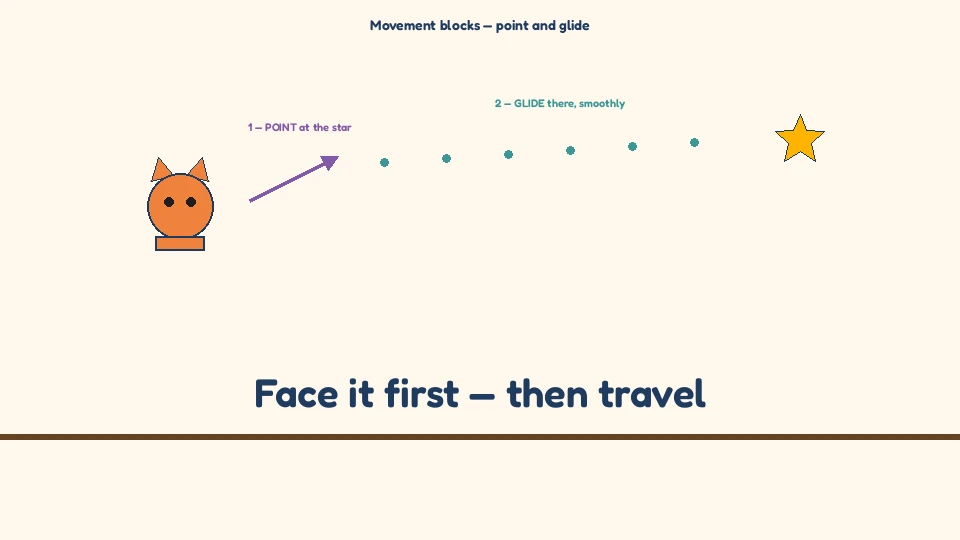 Movement blocks — point and glide
2 — GLIDE there, smoothly
1 — POINT at the star
Face it first — then travel